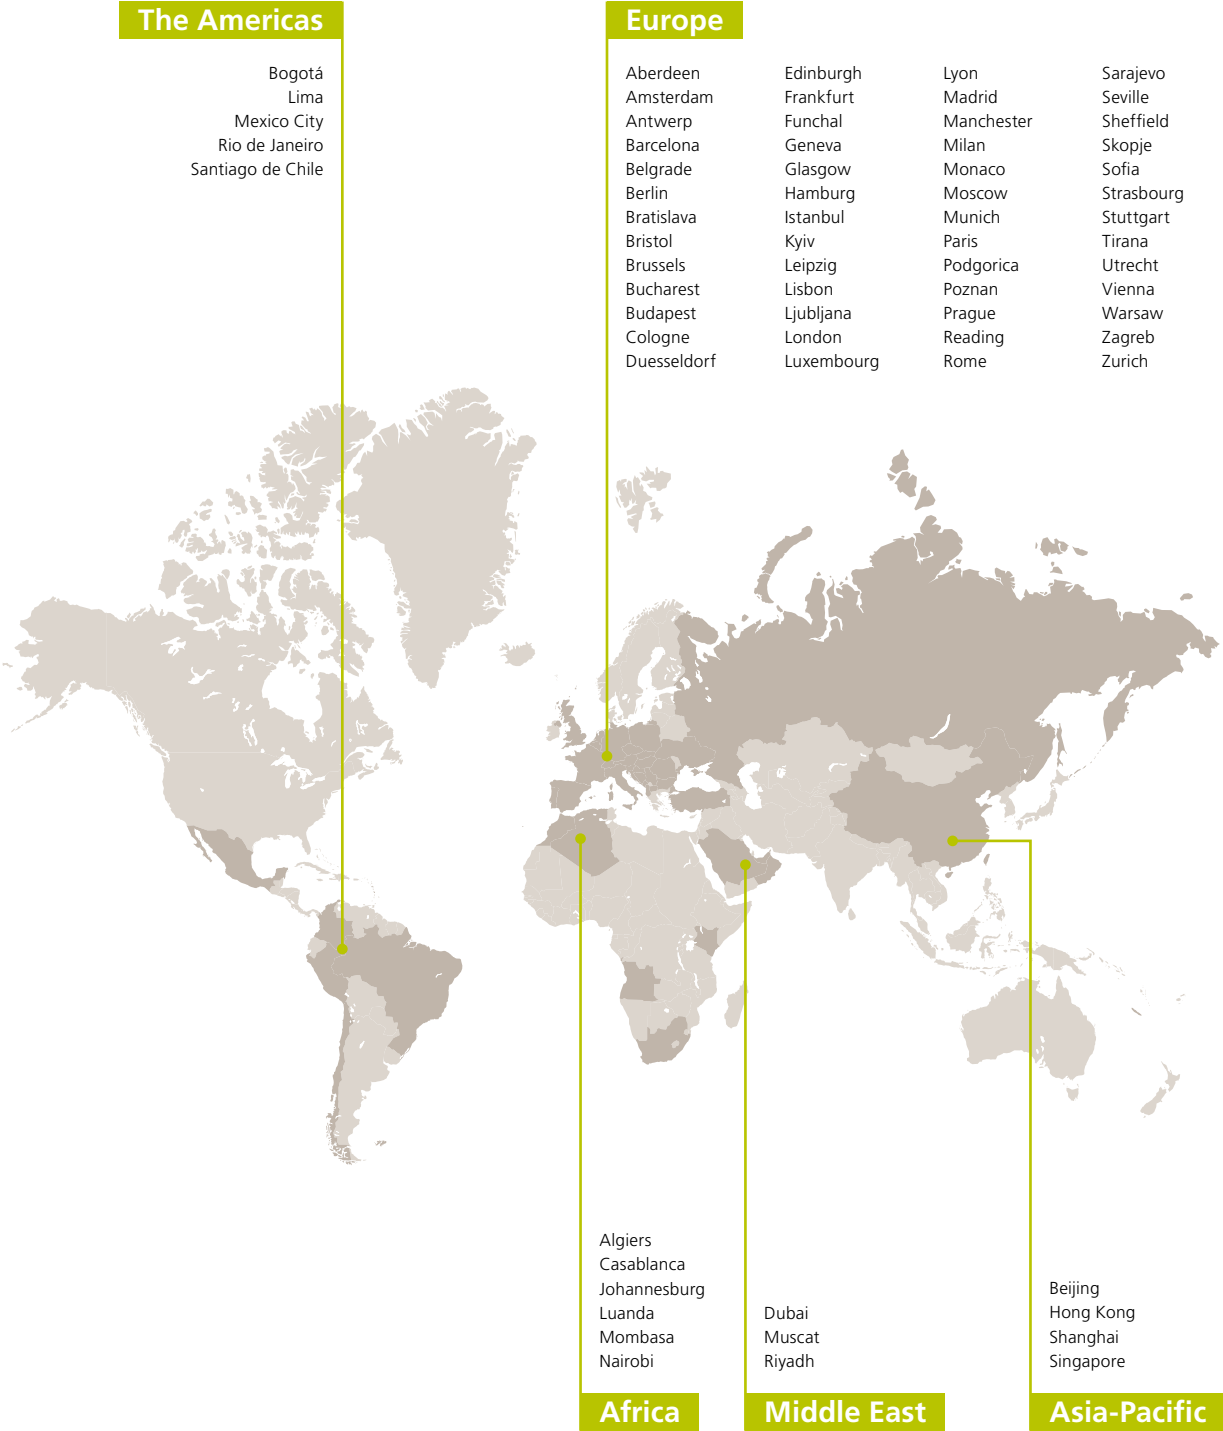 The Americas
Bogotá
Lima
Mexico City
Rio de Janeiro
Santiago de Chile
Europe
Aberdeen
Amsterdam
Antwerp
Barcelona
Belgrade
Berlin
Bratislava
Bristol
Brussels
Bucharest
Budapest
Cologne
Duesseldorf
Edinburgh
Frankfurt
Funchal
Geneva
Glasgow
Hamburg
Istanbul
Kyiv
Leipzig
Lisbon
Ljubljana
London
Luxembourg
Lyon
Madrid
Manchester
Milan
Monaco
Moscow
Munich
Paris
Podgorica
Poznan
Prague
Reading
Rome
Sarajevo
Seville
Sheffield
Skopje
Sofia
Strasbourg
Stuttgart
Tirana
Utrecht
Vienna
Warsaw
Zagreb
Zurich
Algiers
Casablanca
Johannesburg
Luanda
Mombasa
Nairobi
Africa
Dubai
Muscat
Riyadh
Middle East
Beijing
Hong Kong
Shanghai
Singapore
Asia-Pacific